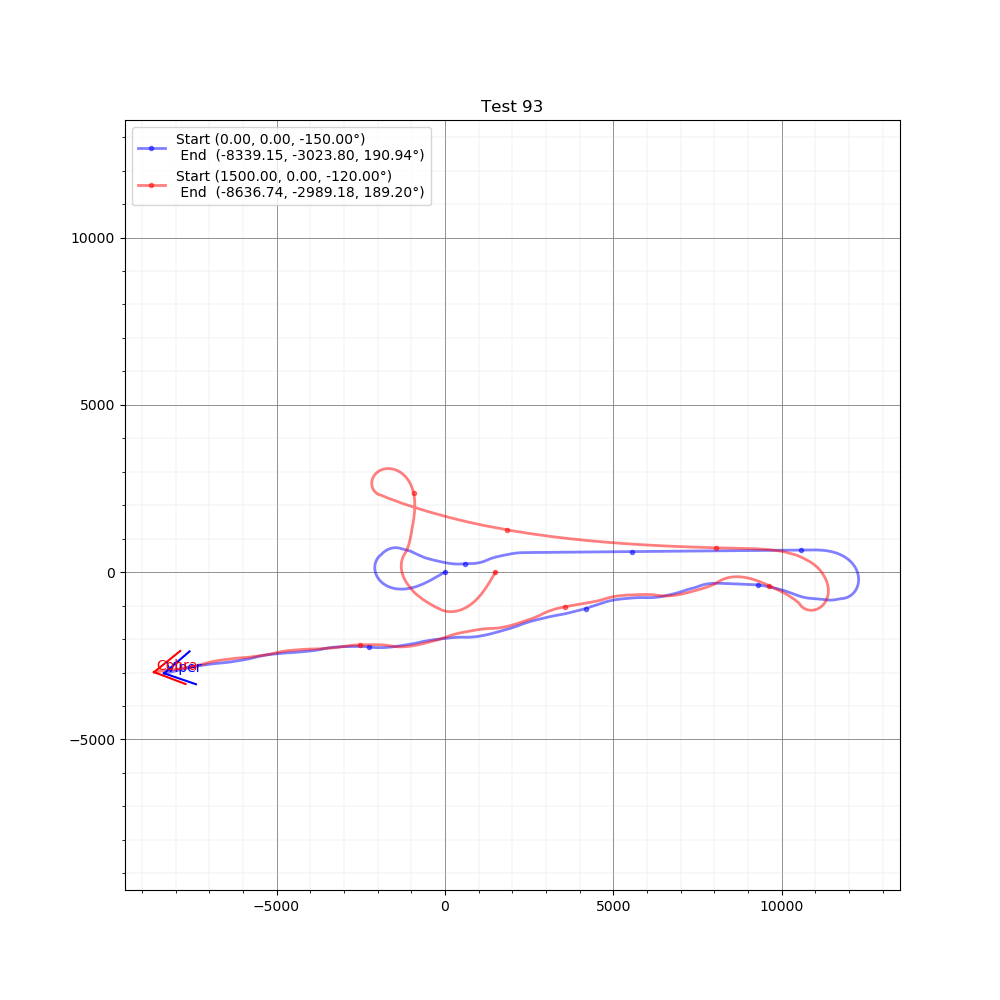 Test 93
Start (0.00, 0.00, -150.00°)
End (-8339.15, -3023.80, 190.94°)
Start (1500.00, 0.00, -120.00°)
End (-8636.74, -2989.18, 189.20°)
10000
5000
0
−5000
Cobra
Viper
−5000
0
5000
10000